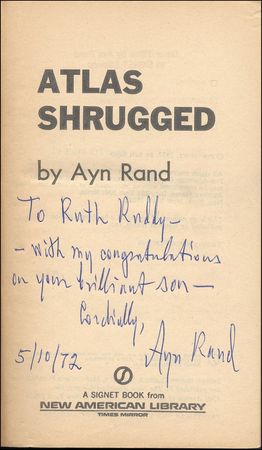 ATLAS
SHRUGGED
by Ayn Rand
To Ruth Ruddy —
— with my congratulations
on your brilliant son —
Cordially,
Ayn Rand
5/10/72
S
A SIGNET BOOK from
NEW AMERICAN LIBRARY
TIMES MIRROR